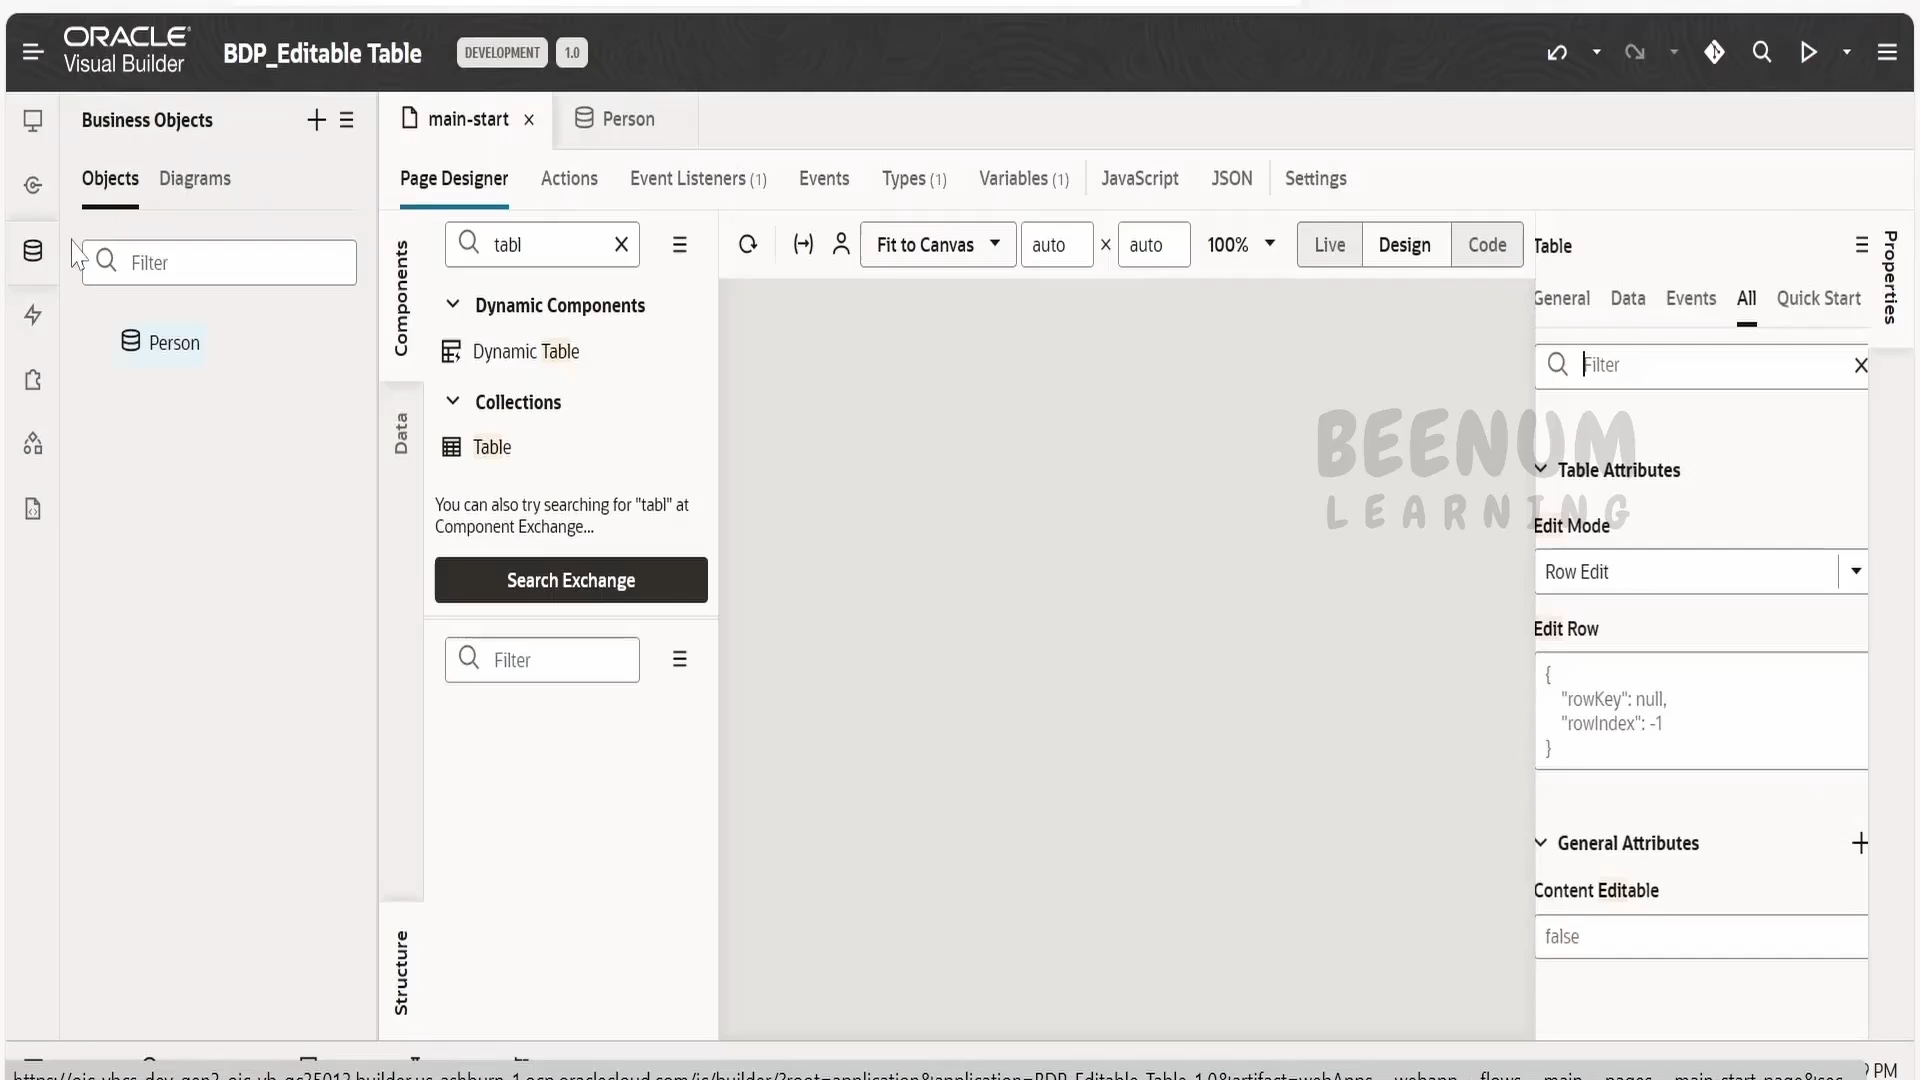 ORACLE
Visual Builder
BDP_Editable Table
DEVELOPMENT
1.0
Business Objects
main-start
Person
Objects
Diagrams
Page Designer
Actions
Event Listeners (1)
Events
Types (1)
Variables (1)
JavaScript
JSON
Settings
Filter
Person
Components
Data
Structure
tabl
Dynamic Components
Dynamic Table
Collections
Table
You can also try searching for "tabl" at
Component Exchange...
Search Exchange
Filter
Fit to Canvas
auto
×
auto
100%
Live
Design
Code
BEENUM
LEARNING
Table
Properties
General
Data
Events
All
Quick Start
Filter
Table Attributes
Edit Mode
Row Edit
Edit Row
{
"rowKey": null,
"rowIndex": -1
}
General Attributes
Content Editable
false
PM